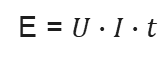 E = U · I · t